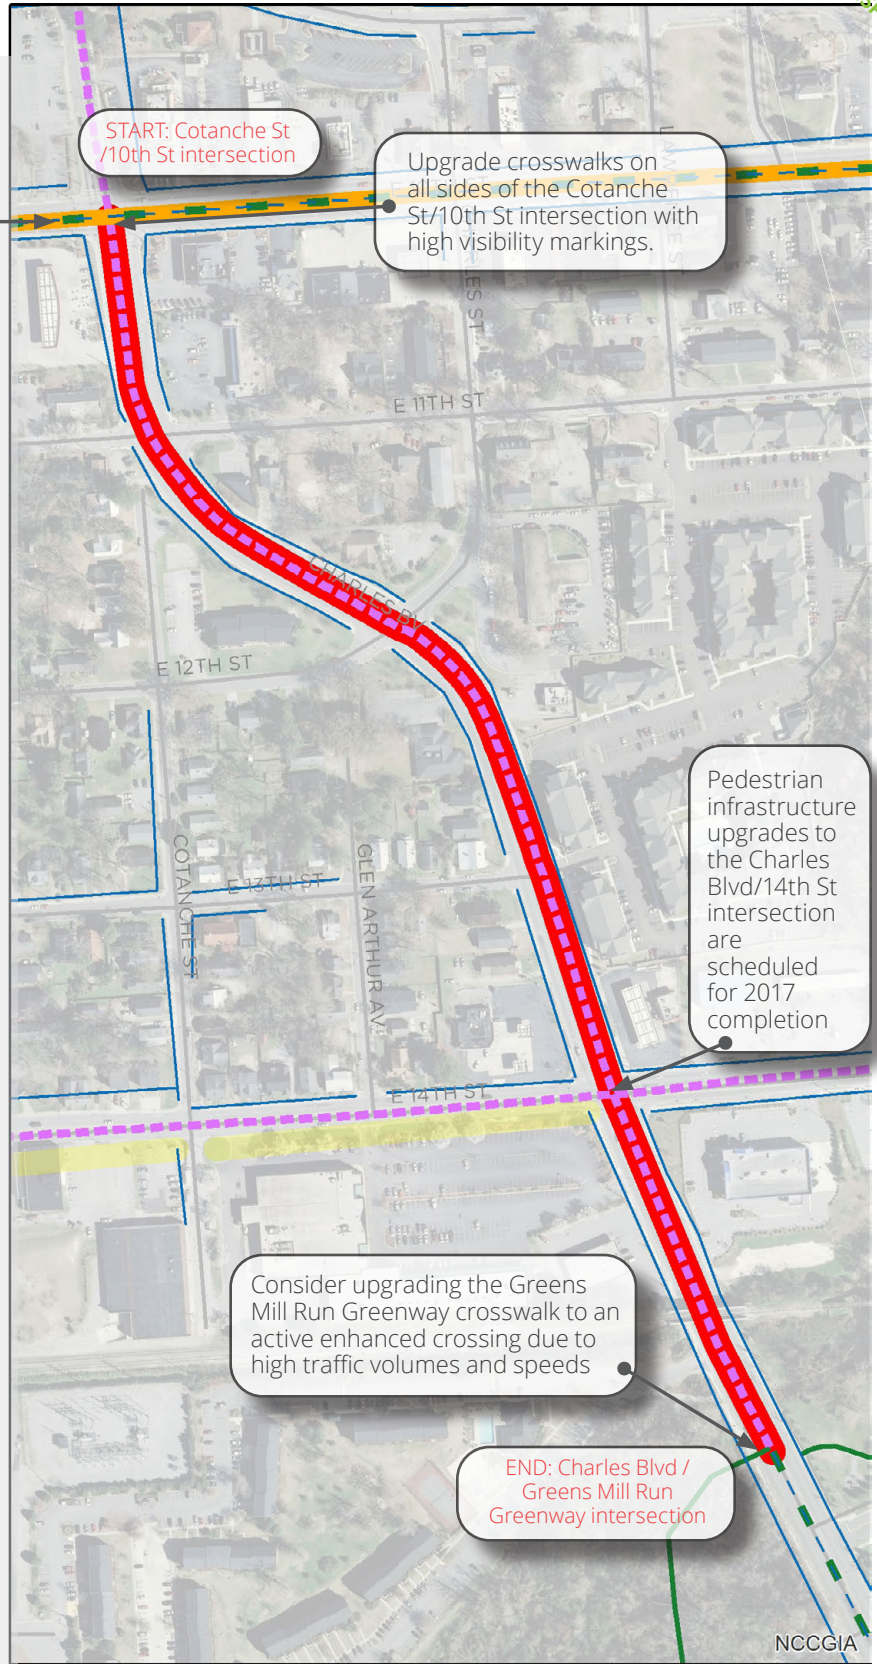 START: Cotanche St
/10th St intersection
Upgrade crosswalks on
all sides of the Cotanche
St/10th St intersection with
high visibility markings.
E 11TH ST
CHARLES BV
E 12TH ST
Pedestrian
infrastructure
upgrades to
the Charles
Blvd/14th St
intersection
are
scheduled
for 2017
completion
COTANCHE ST
E 13TH ST
GLEN ARTHUR AV
E 14TH ST
Consider upgrading the Greens
Mill Run Greenway crosswalk to an
active enhanced crossing due to
high traffic volumes and speeds
END: Charles Blvd /
Greens Mill Run
Greenway intersection
NCCGIA